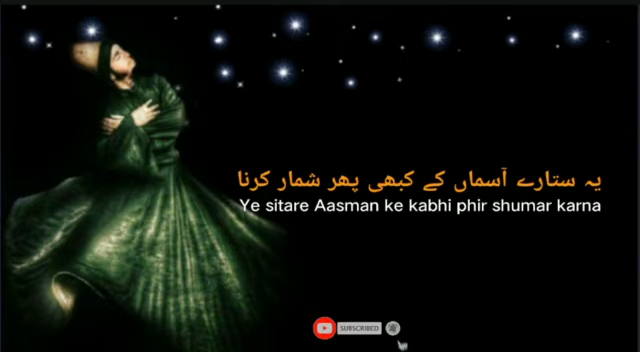 یہ ستارے آسماں کے کبھی پھر شمار کرنا
Ye sitare Aasman ke kabhi phir shumar karna
SUBSCRIBED